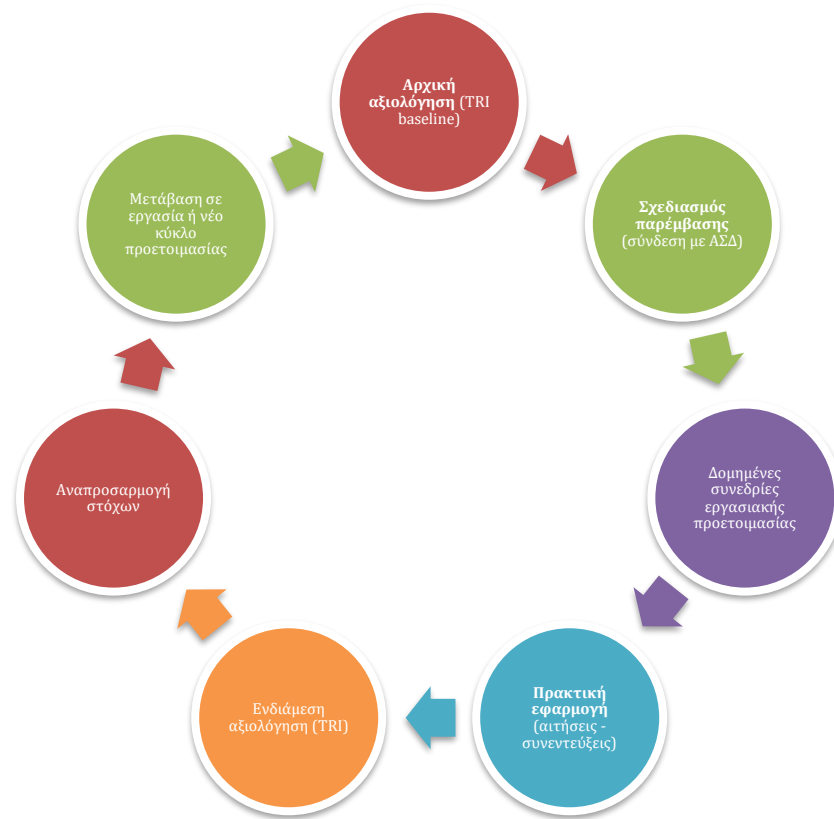 Αρχική
αξιολόγηση (TRI
baseline)
Σχεδιασμός
παρέμβασης
(σύνδεση με ΑΣΔ)
Δομημένες
συνεδρίες
εργασιακής
προετοιμασίας
Πρακτική
εφαρμογή
(αιτήσεις -
συνεντεύξεις)
Ενδιάμεση
αξιολόγηση (TRI)
Αναπροσαρμογή
στόχων
Μετάβαση σε
εργασία ή νέο
κύκλο
προετοιμασίας